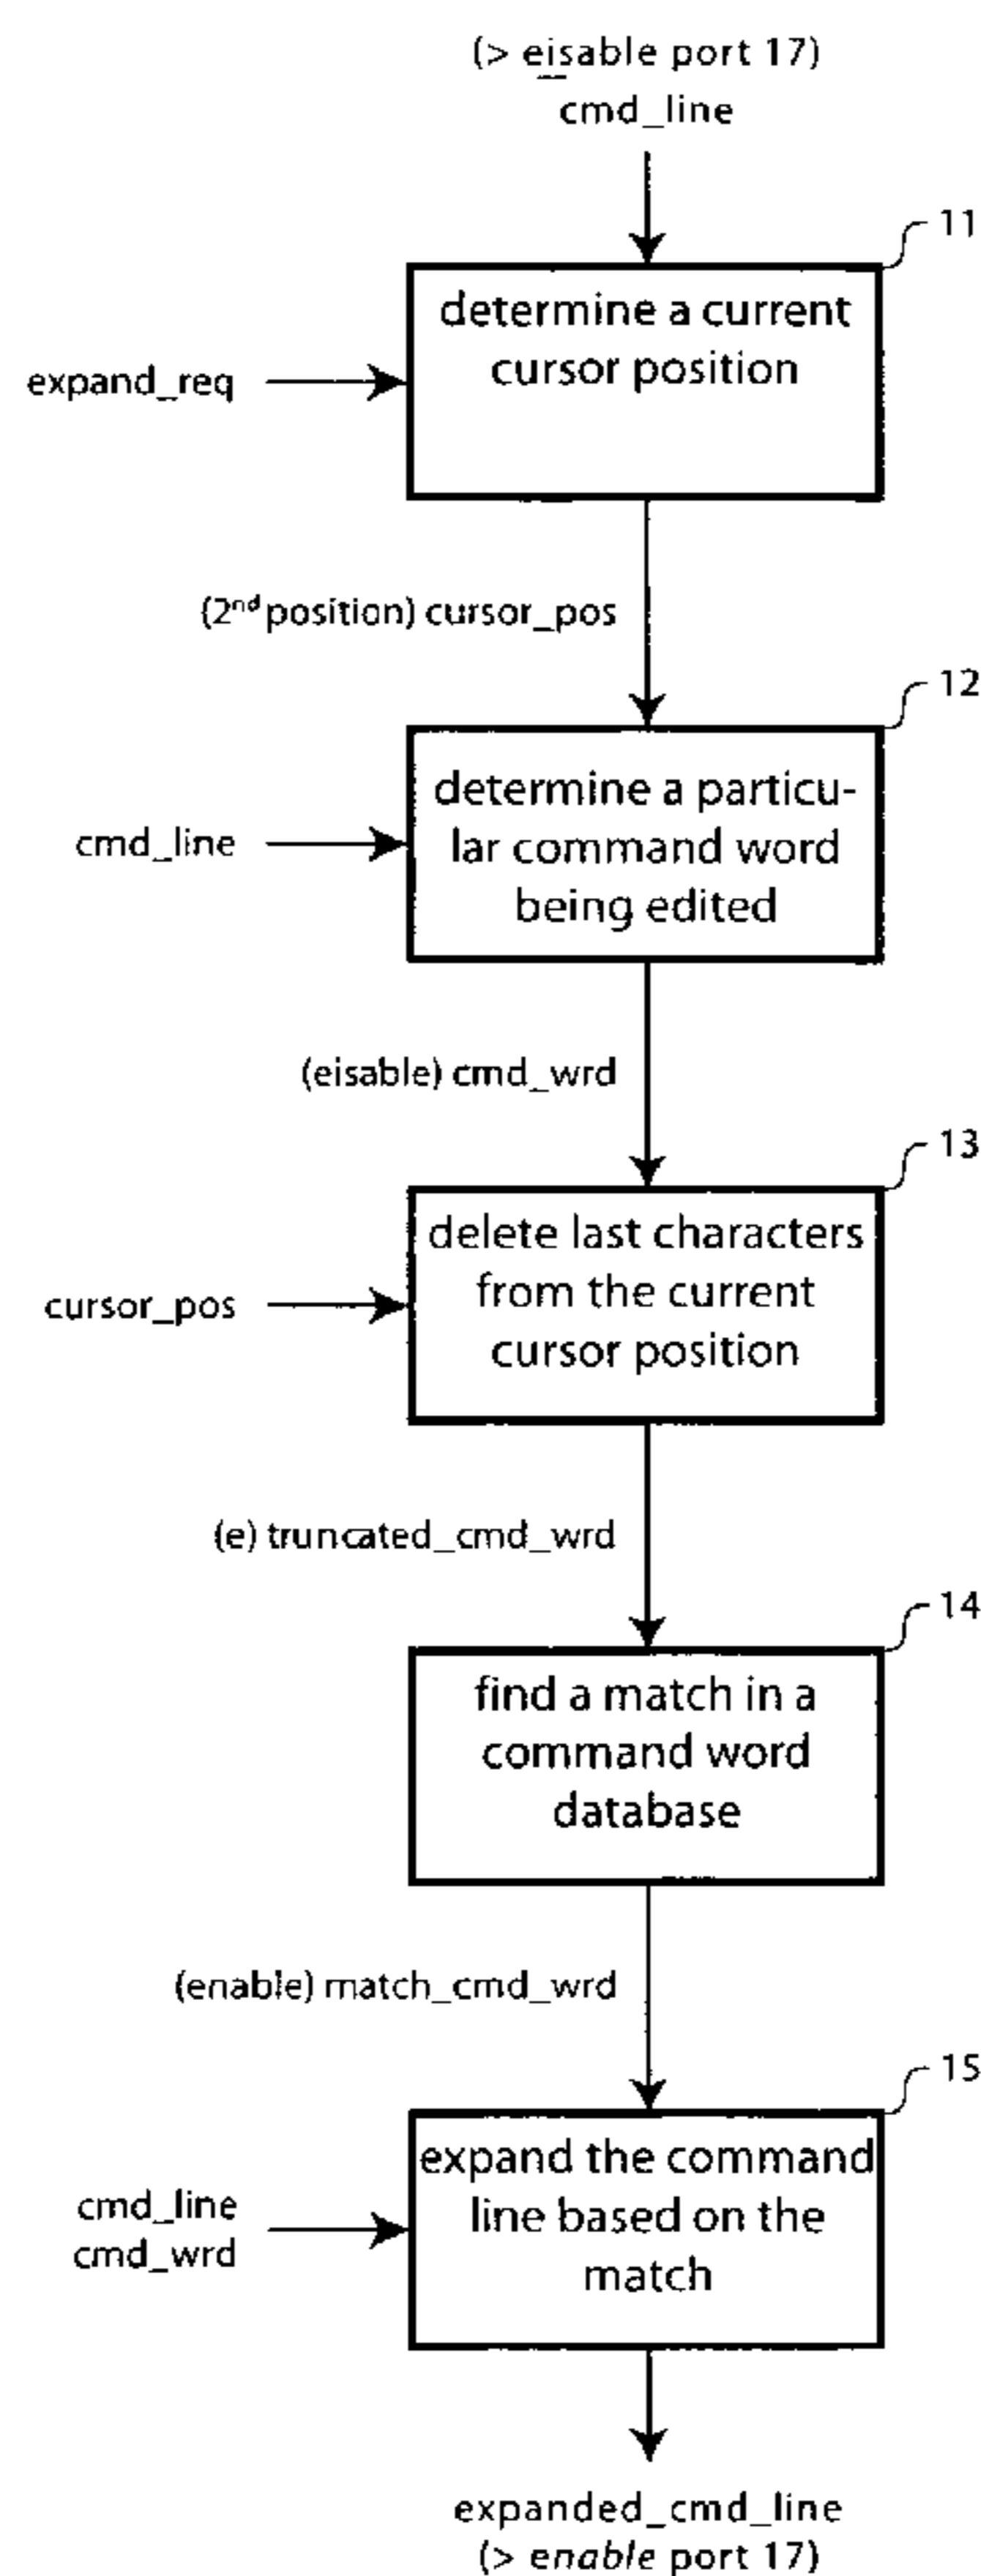 (> eisable port 17)
cmd_line
11
determine a current
cursor position
expand_req
(2nd position) cursor_pos
12
determine a particu-
lar command word
being edited
cmd_line
(eisable) cmd_wrd
13
delete last characters
from the current
cursor position
cursor_pos
(e) truncated_cmd_wrd
14
find a match in a
command word
database
(enable) match_cmd_wrd
15
expand the command
line based on the
match
cmd_line
cmd_wrd
expanded_cmd_line
(> enable port 17)